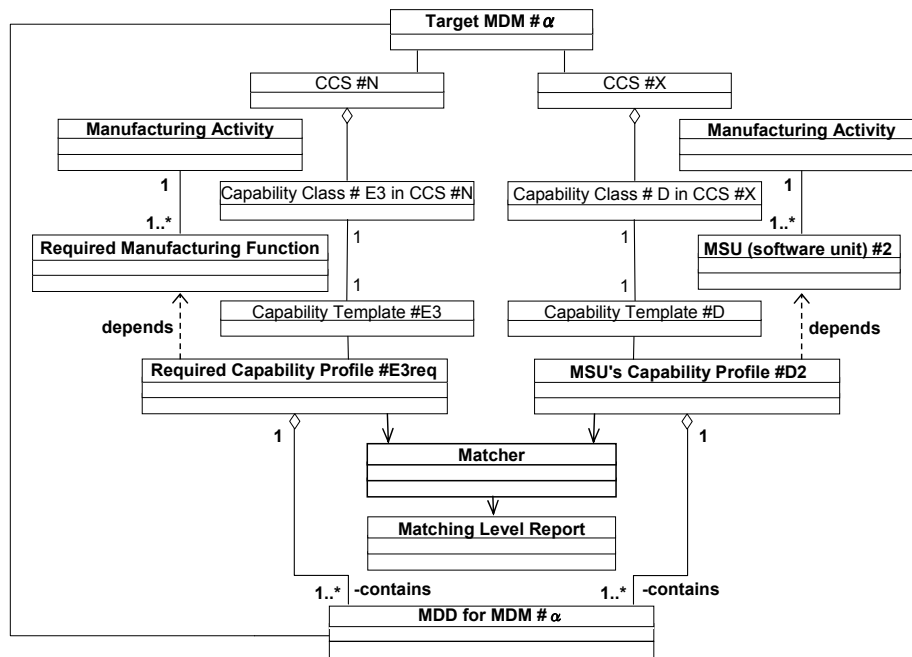 Target MDM #α
CCS #N
CCS #X
Manufacturing Activity
Manufacturing Activity
1
1..*
Capability Class # E3 in CCS #N
Capability Class # D in CCS #X
1
1..*
Required Manufacturing Function
1
1
MSU (software unit) #2
1
1
depends
Capability Template #E3
Capability Template #D
depends
Required Capability Profile #E3req
MSU's Capability Profile #D2
1
1
Matcher
Matching Level Report
1..*
-contains
1..*
-contains
MDD for MDM #α